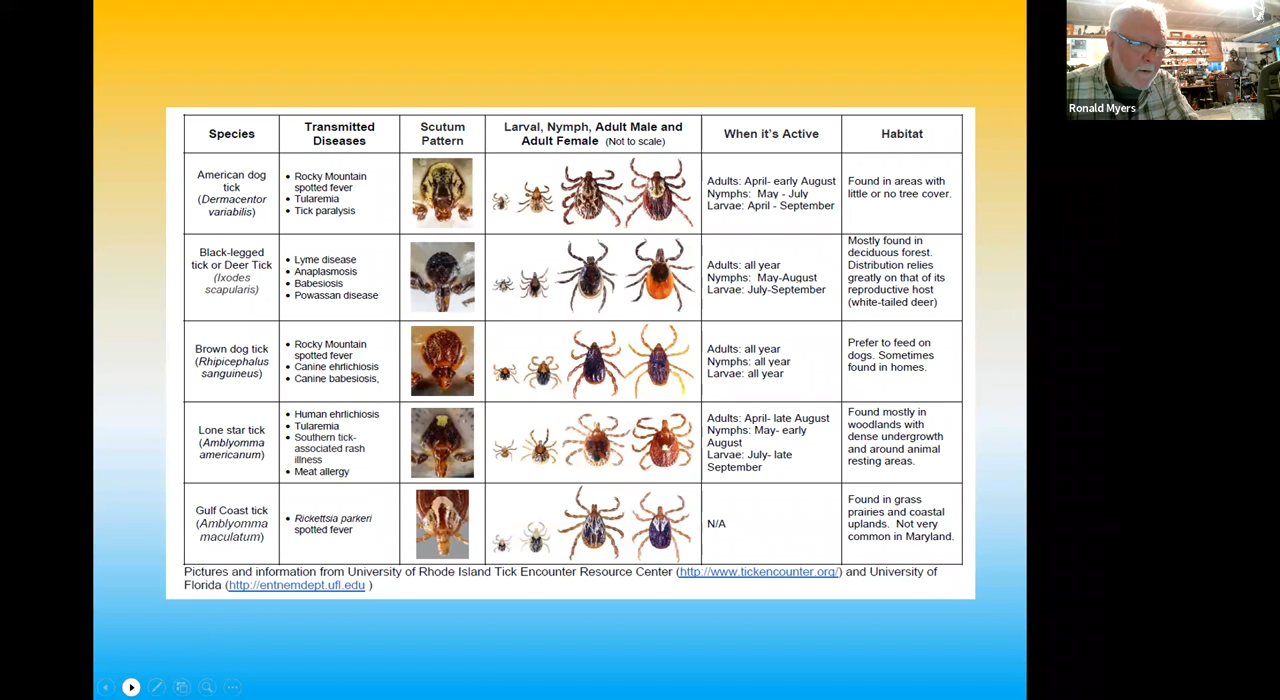 Ronald Myers
Species
Transmitted
Diseases
Scutum
Pattern
Larval, Nymph, Adult Male and
Adult Female (Not to scale)
When it's Active
Habitat
American dog
tick
(Dermacentor
variabilis)
• Rocky Mountain
spotted fever
• Tularemia
• Tick paralysis
Adults: April- early August
Nymphs: May - July
Larvae: April - September
Found in areas with
little or no tree cover.
Black-legged
tick or Deer Tick
(Ixodes
scapularis)
• Lyme disease
• Anaplasmosis
• Babesiosis
• Powassan disease
Adults: all year
Nymphs: May-August
Larvae: July-September
Mostly found in
deciduous forest.
Distribution relies
greatly on that of its
reproductive host
(white-tailed deer)
Brown dog tick
(Rhipicephalus
sanguineus)
• Rocky Mountain
spotted fever
• Canine ehrlichiosis
• Canine babesiosis,
Adults: all year
Nymphs: all year
Larvae: all year
Prefer to feed on
dogs. Sometimes
found in homes.
Lone star tick
(Amblyomma
americanum)
• Human ehrlichiosis
• Tularemia
• Southern tick-
associated rash
illness
• Meat allergy
Adults: April- late August
Nymphs: May- early
August
Larvae: July- late
September
Found mostly in
woodlands with
dense undergrowth
and around animal
resting areas.
Gulf Coast tick
(Amblyomma
maculatum)
• Rickettsia parkeri
spotted fever
N/A
Found in grass
prairies and coastal
uplands. Not very
common in Maryland.
Pictures and information from University of Rhode Island Tick Encounter Resource Center (http://www.tickencounter.org/) and University of
Florida (http://entnemdept.ufl.edu )